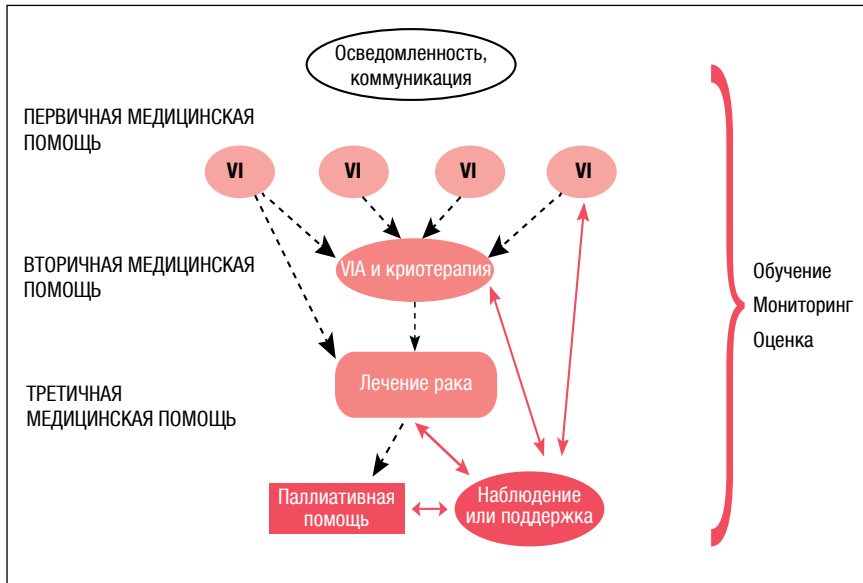 Осведомленность,
коммуникация
ПЕРВИЧНАЯ МЕДИЦИНСКАЯ
ПОМОЩЬ
VI
VI
VI
VI
ВТОРИЧНАЯ МЕДИЦИНСКАЯ
ПОМОЩЬ
VIA и криотерапия
Обучение
Мониторинг
Оценка
ТРЕТИЧНАЯ
МЕДИЦИНСКАЯ ПОМОЩЬ
Лечение рака
Паллиативная
помощь
Наблюдение
или поддержка